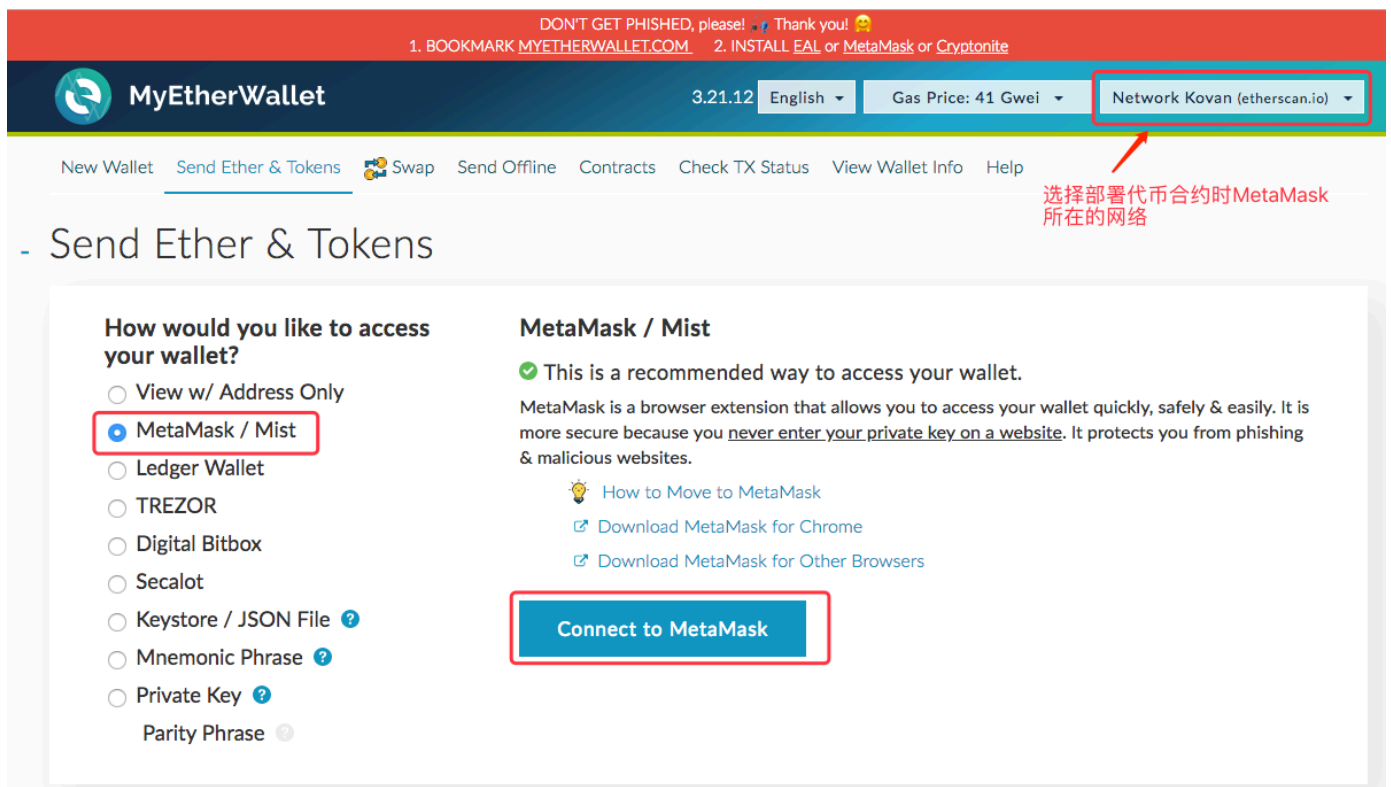 DON'T GET PHISHED, please! 🎣 Thank you! 🤗
1. BOOKMARK MYETHERWALLET.COM 2. INSTALL EAL or MetaMask or Cryptonite
MyEtherWallet
3.21.12 English Gas Price: 41 Gwei Network Kovan (etherscan.io)
New Wallet Send Ether & Tokens Swap Send Offline Contracts Check TX Status View Wallet Info Help
选择部署代币合约时MetaMask
所在的网络
- Send Ether & Tokens
How would you like to access
your wallet?
View w/ Address Only
MetaMask / Mist
Ledger Wallet
TREZOR
Digital Bitbox
Secalot
Keystore / JSON File ?
Mnemonic Phrase ?
Private Key ?
Parity Phrase ?
MetaMask / Mist
This is a recommended way to access your wallet.
MetaMask is a browser extension that allows you to access your wallet quickly, safely & easily. It is
more secure because you never enter your private key on a website. It protects you from phishing
& malicious websites.
How to Move to MetaMask
Download MetaMask for Chrome
Download MetaMask for Other Browsers
Connect to MetaMask